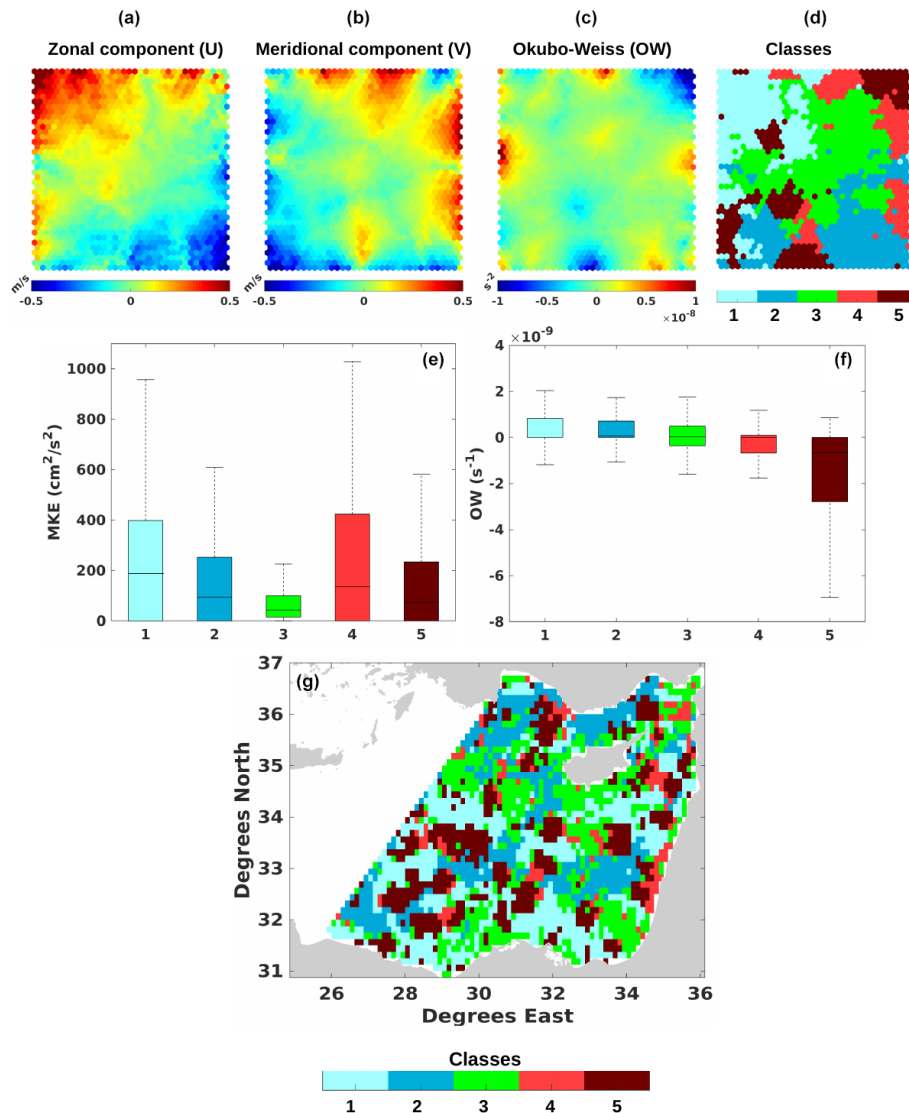 (a) (b) (c) (d)
Zonal component (U) Meridional component (V) Okubo-Weiss (OW) Classes
m/s m/s s⁻²
-0.5 0 0.5 -0.5 0 0.5 -1 0 1 1 2 3 4 5
×10⁻⁸
(e) (f)
×10⁻⁹
1000
800
600
400
200
0
MKE (cm²/s²)
1 2 3 4 5
4
2
0
-2
-4
-6
-8
OW (s⁻¹)
1 2 3 4 5
(g)
37
36
35
34
33
32
31
Degrees North
26 28 30 32 34 36
Degrees East
Classes
1 2 3 4 5